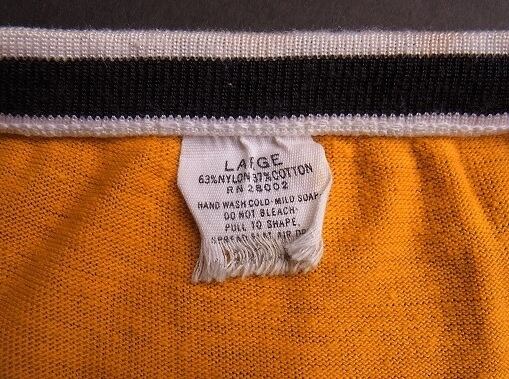 LARGE
63% NYLON 37% COTTON
RN 28002
HAND WASH COLD-MILD SOAP
DO NOT BLEACH-
PULL TO SHAPE,
SPREAD FLAT AIR DR